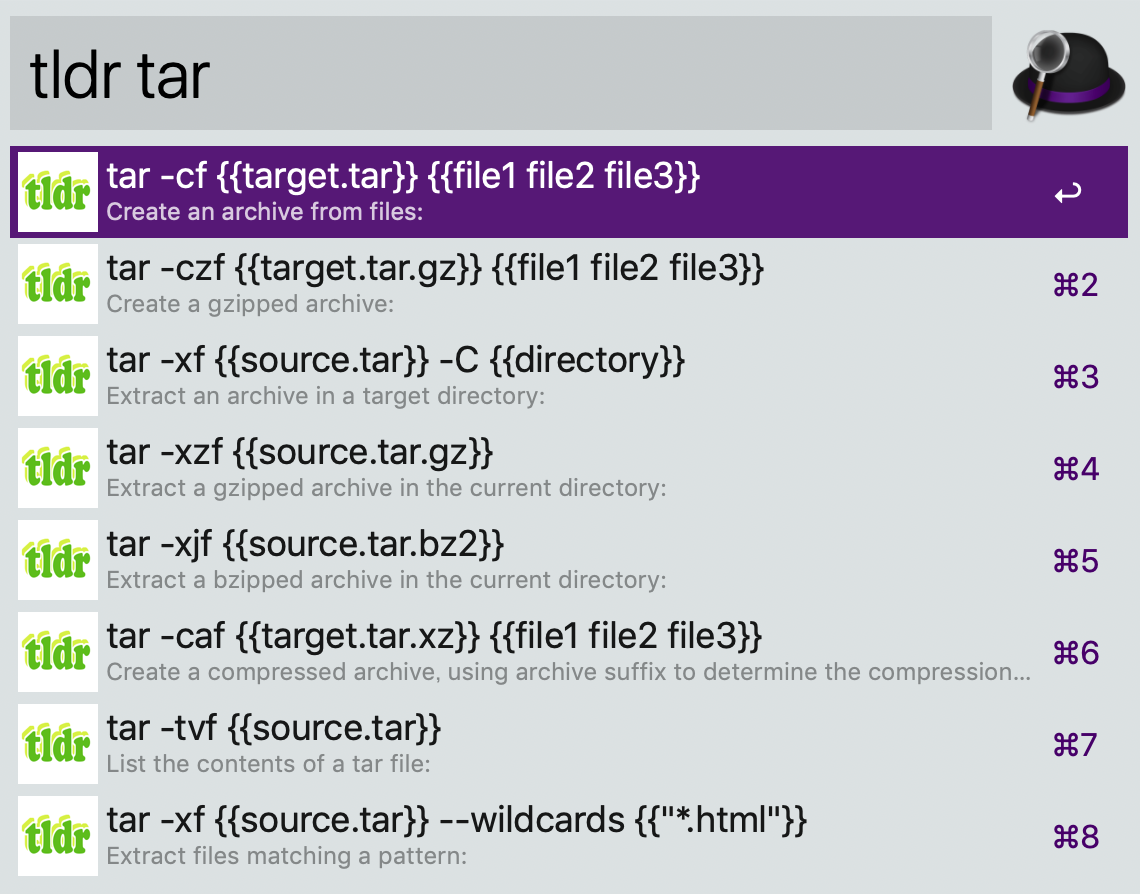 tldr tar
tldr
tar -cf {{target.tar}} {{file1 file2 file3}}
Create an archive from files:
↩
tldr
tar -czf {{target.tar.gz}} {{file1 file2 file3}}
Create a gzipped archive:
⌘2
tldr
tar -xf {{source.tar}} -C {{directory}}
Extract an archive in a target directory:
⌘3
tldr
tar -xzf {{source.tar.gz}}
Extract a gzipped archive in the current directory:
⌘4
tldr
tar -xjf {{source.tar.bz2}}
Extract a bzipped archive in the current directory:
⌘5
tldr
tar -caf {{target.tar.xz}} {{file1 file2 file3}}
Create a compressed archive, using archive suffix to determine the compression...
⌘6
tldr
tar -tvf {{source.tar}}
List the contents of a tar file:
⌘7
tldr
tar -xf {{source.tar}} --wildcards {{"*.html"}}
Extract files matching a pattern:
⌘8